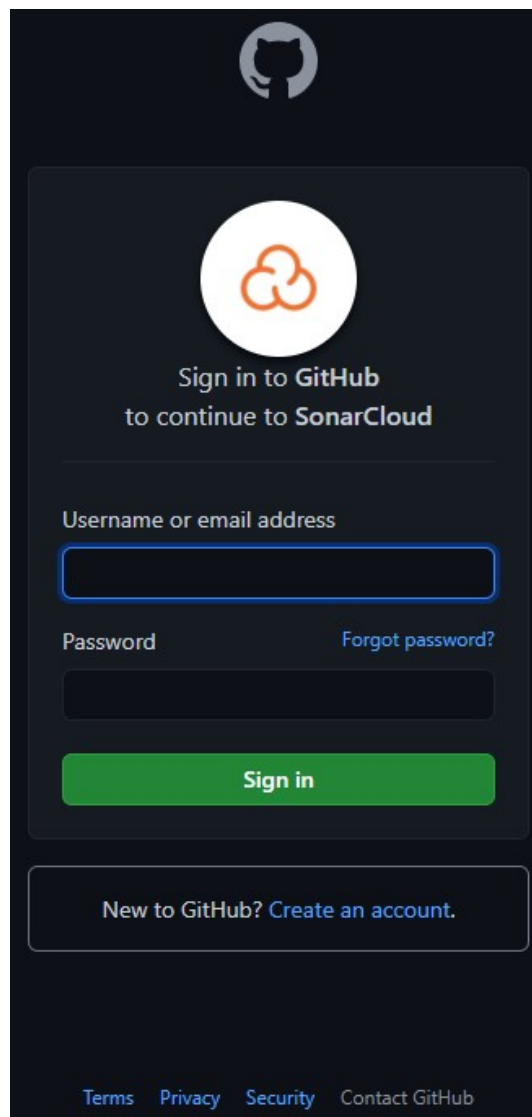 Sign in to GitHub
to continue to SonarCloud
Username or email address
Password Forgot password?
Sign in
New to GitHub? Create an account.
Terms Privacy Security Contact GitHub